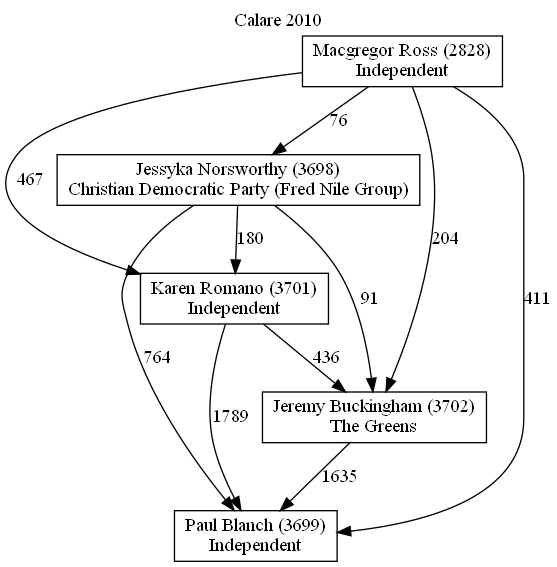 Calare 2010
Macgregor Ross (2828)
Independent
76
Jessyka Norsworthy (3698)
Christian Democratic Party (Fred Nile Group)
467
180
204
Karen Romano (3701)
Independent
91
411
764
436
Jeremy Buckingham (3702)
The Greens
1789
1635
Paul Blanch (3699)
Independent